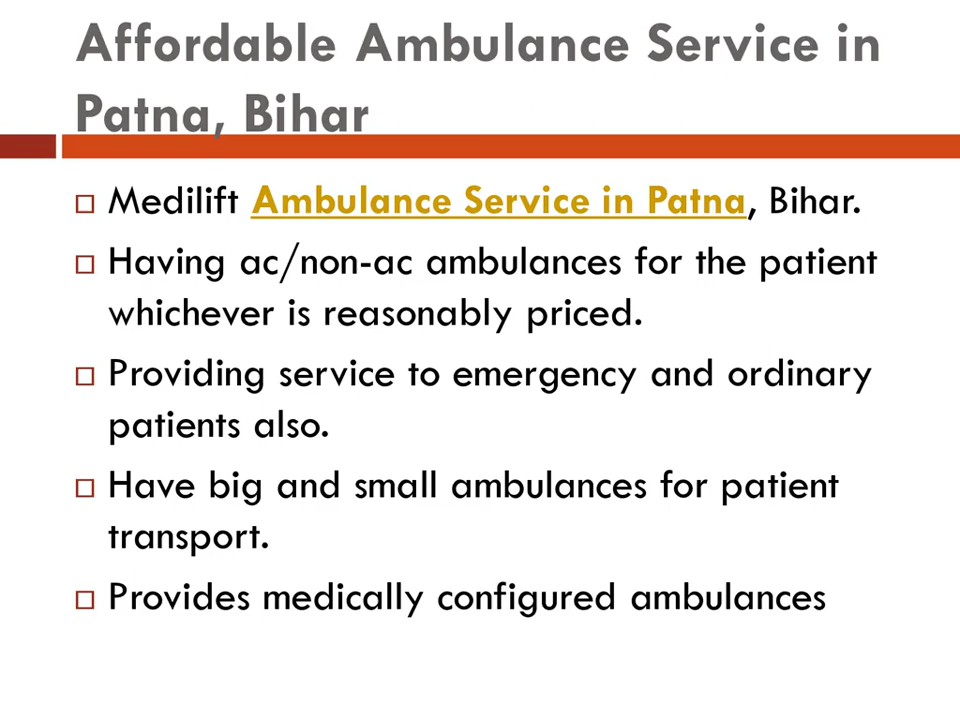 Affordable Ambulance Service in
Patna, Bihar
Medilift Ambulance Service in Patna, Bihar.
Having ac/non-ac ambulances for the patient
whichever is reasonably priced.
Providing service to emergency and ordinary
patients also.
Have big and small ambulances for patient
transport.
Provides medically configured ambulances